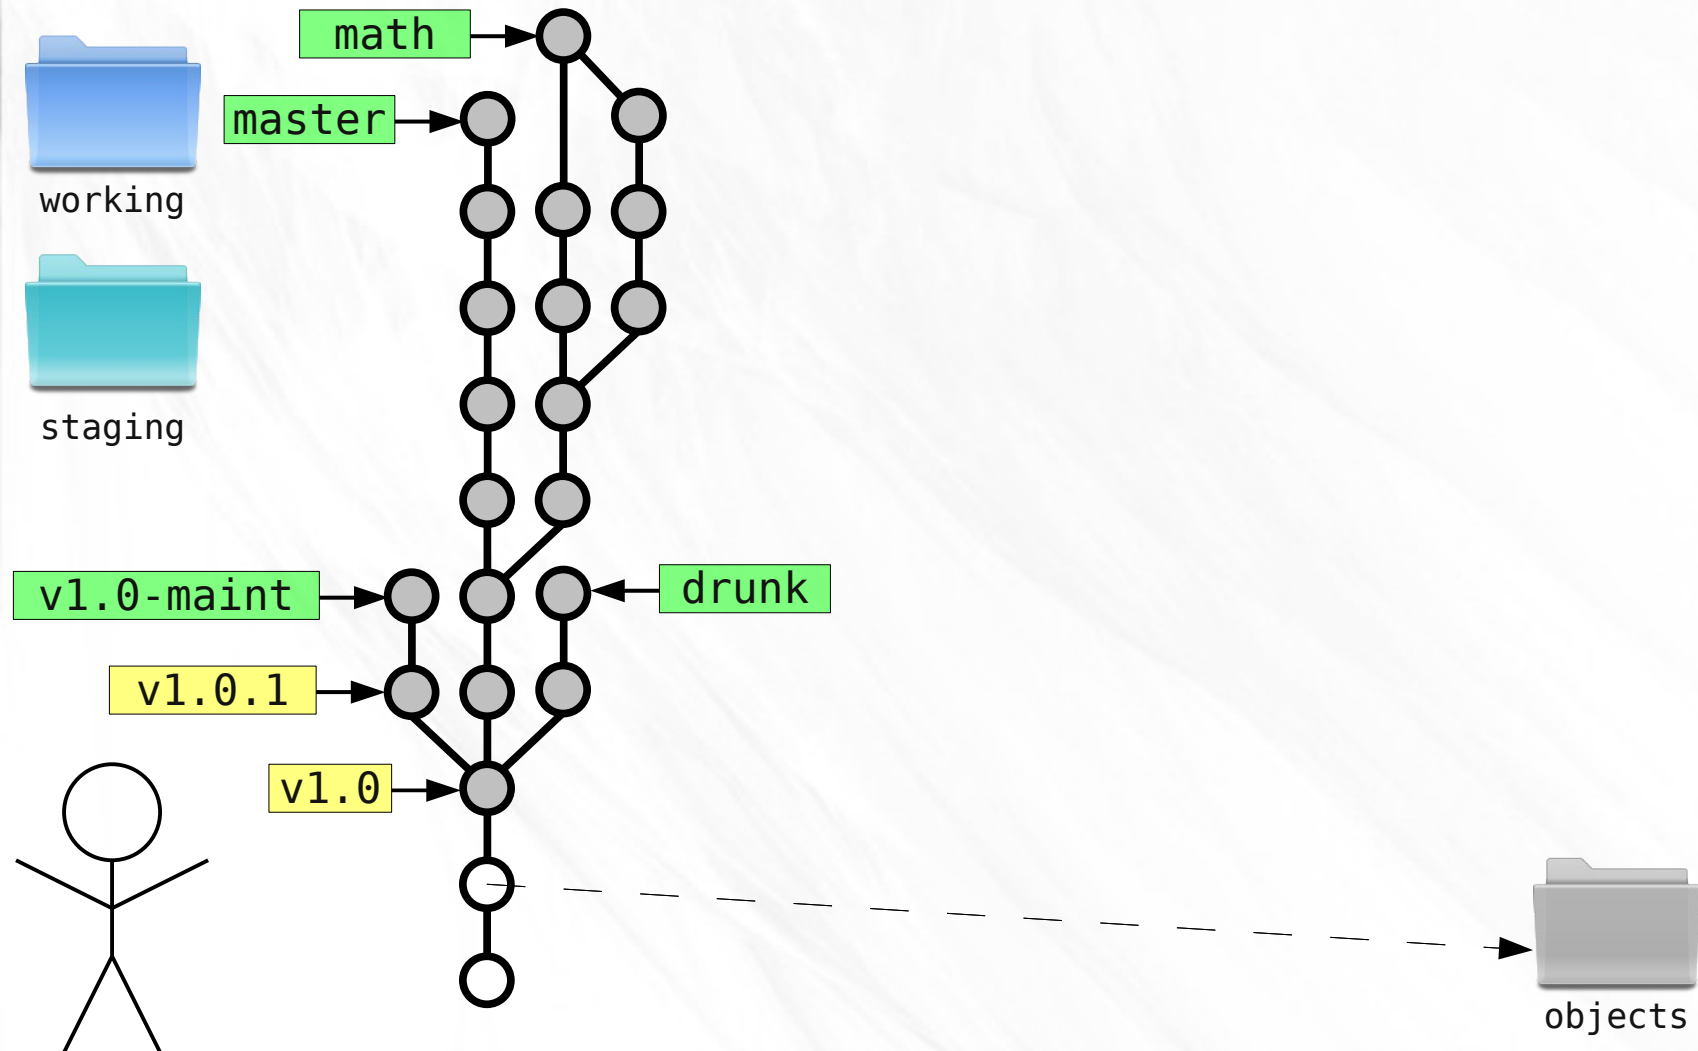 math
master
working
staging
v1.0-maint
drunk
v1.0.1
v1.0
objects